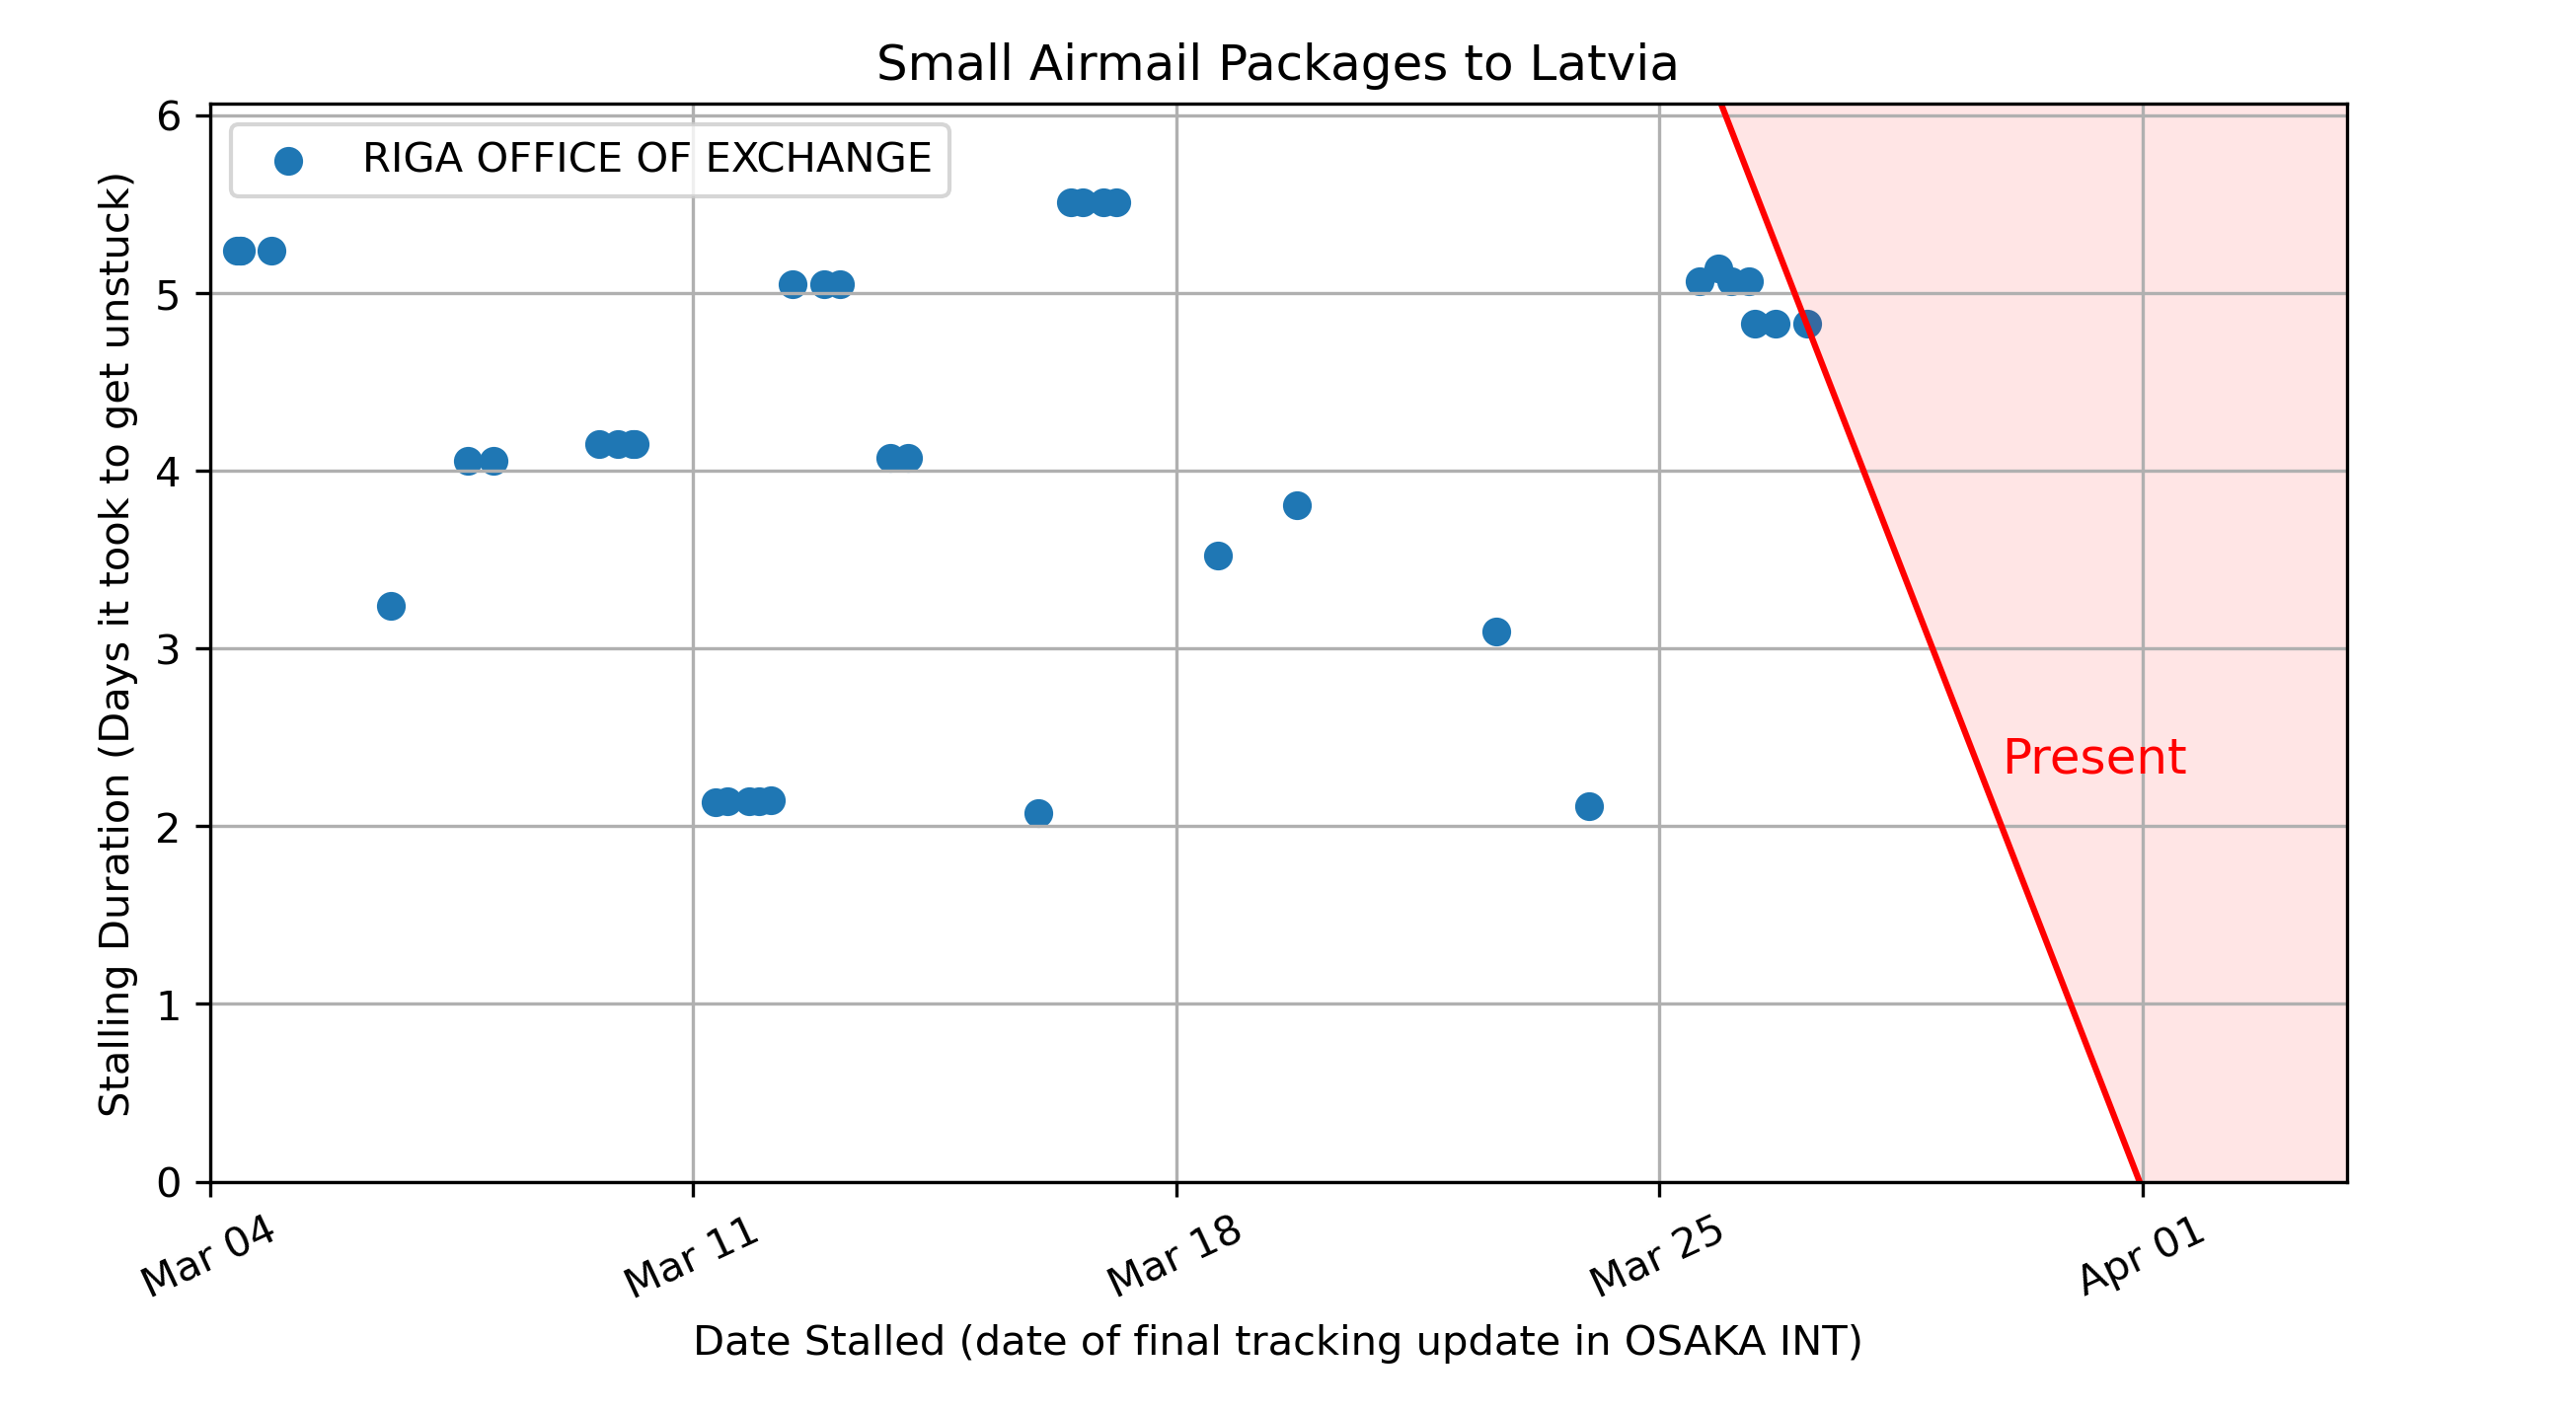 Small Airmail Packages to Latvia
RIGA OFFICE OF EXCHANGE
Stalling Duration (Days it took to get unstuck)
6
5
4
3
2
1
0
Present
Mar 04
Mar 11
Mar 18
Mar 25
Apr 01
Date Stalled (date of final tracking update in OSAKA INT)